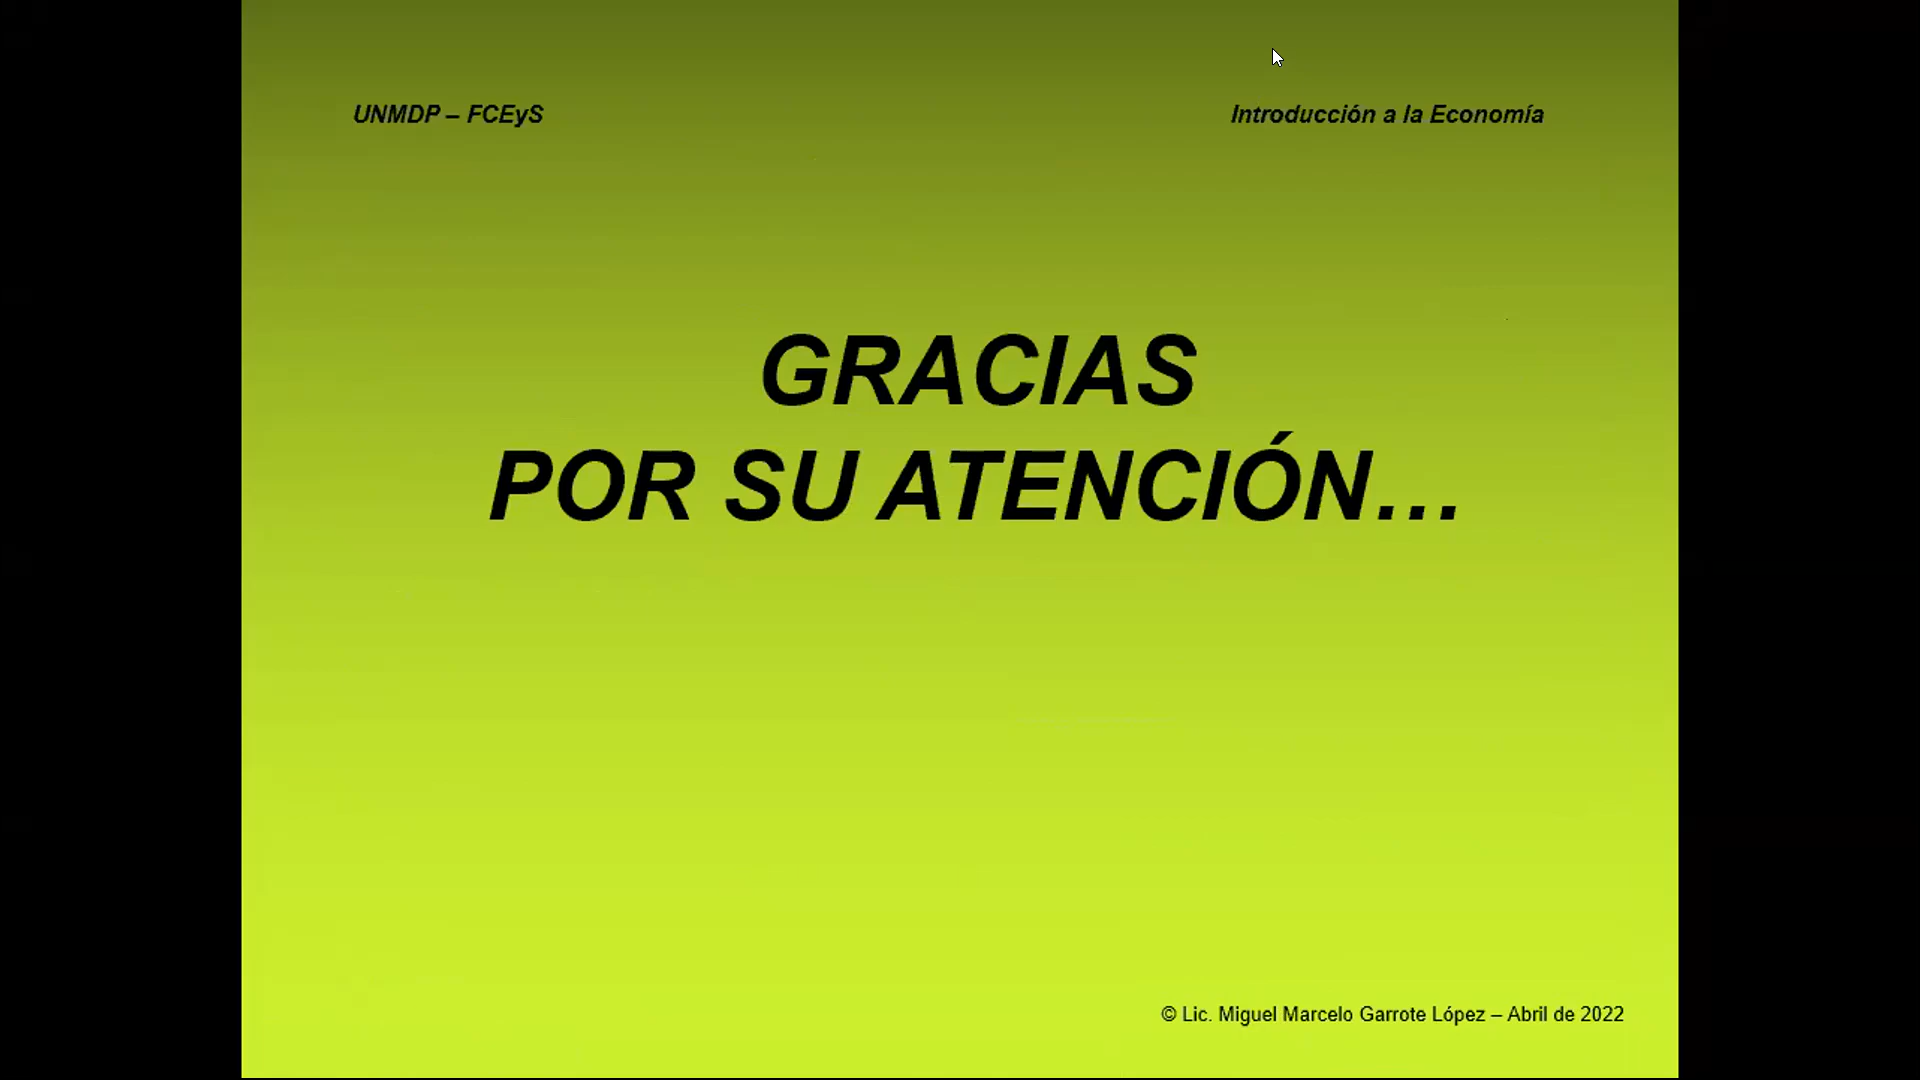 UNMDP – FCEyS
Introducción a la Economía
GRACIAS
POR SU ATENCIÓN...
© Lic. Miguel Marcelo Garrote López – Abril de 2022